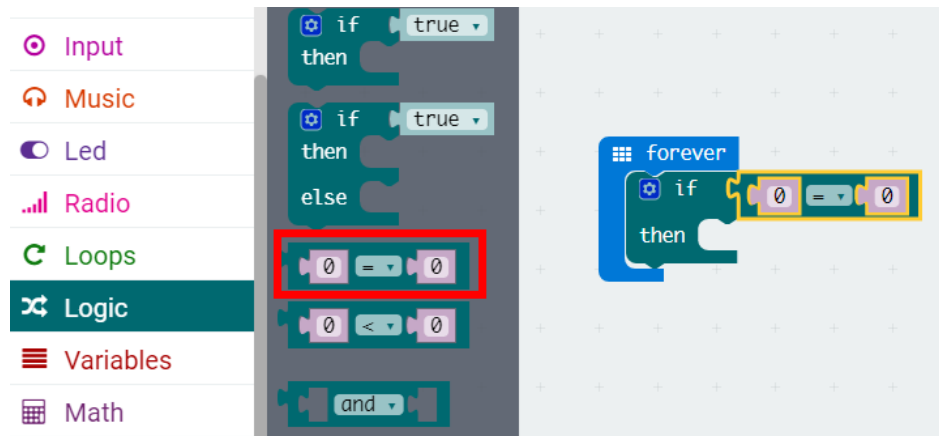 Input
Music
Led
Radio
Loops
Logic
Variables
Math
if true
then
if true
then
else
0 = 0
0 < 0
and
forever
if 0 = 0
then